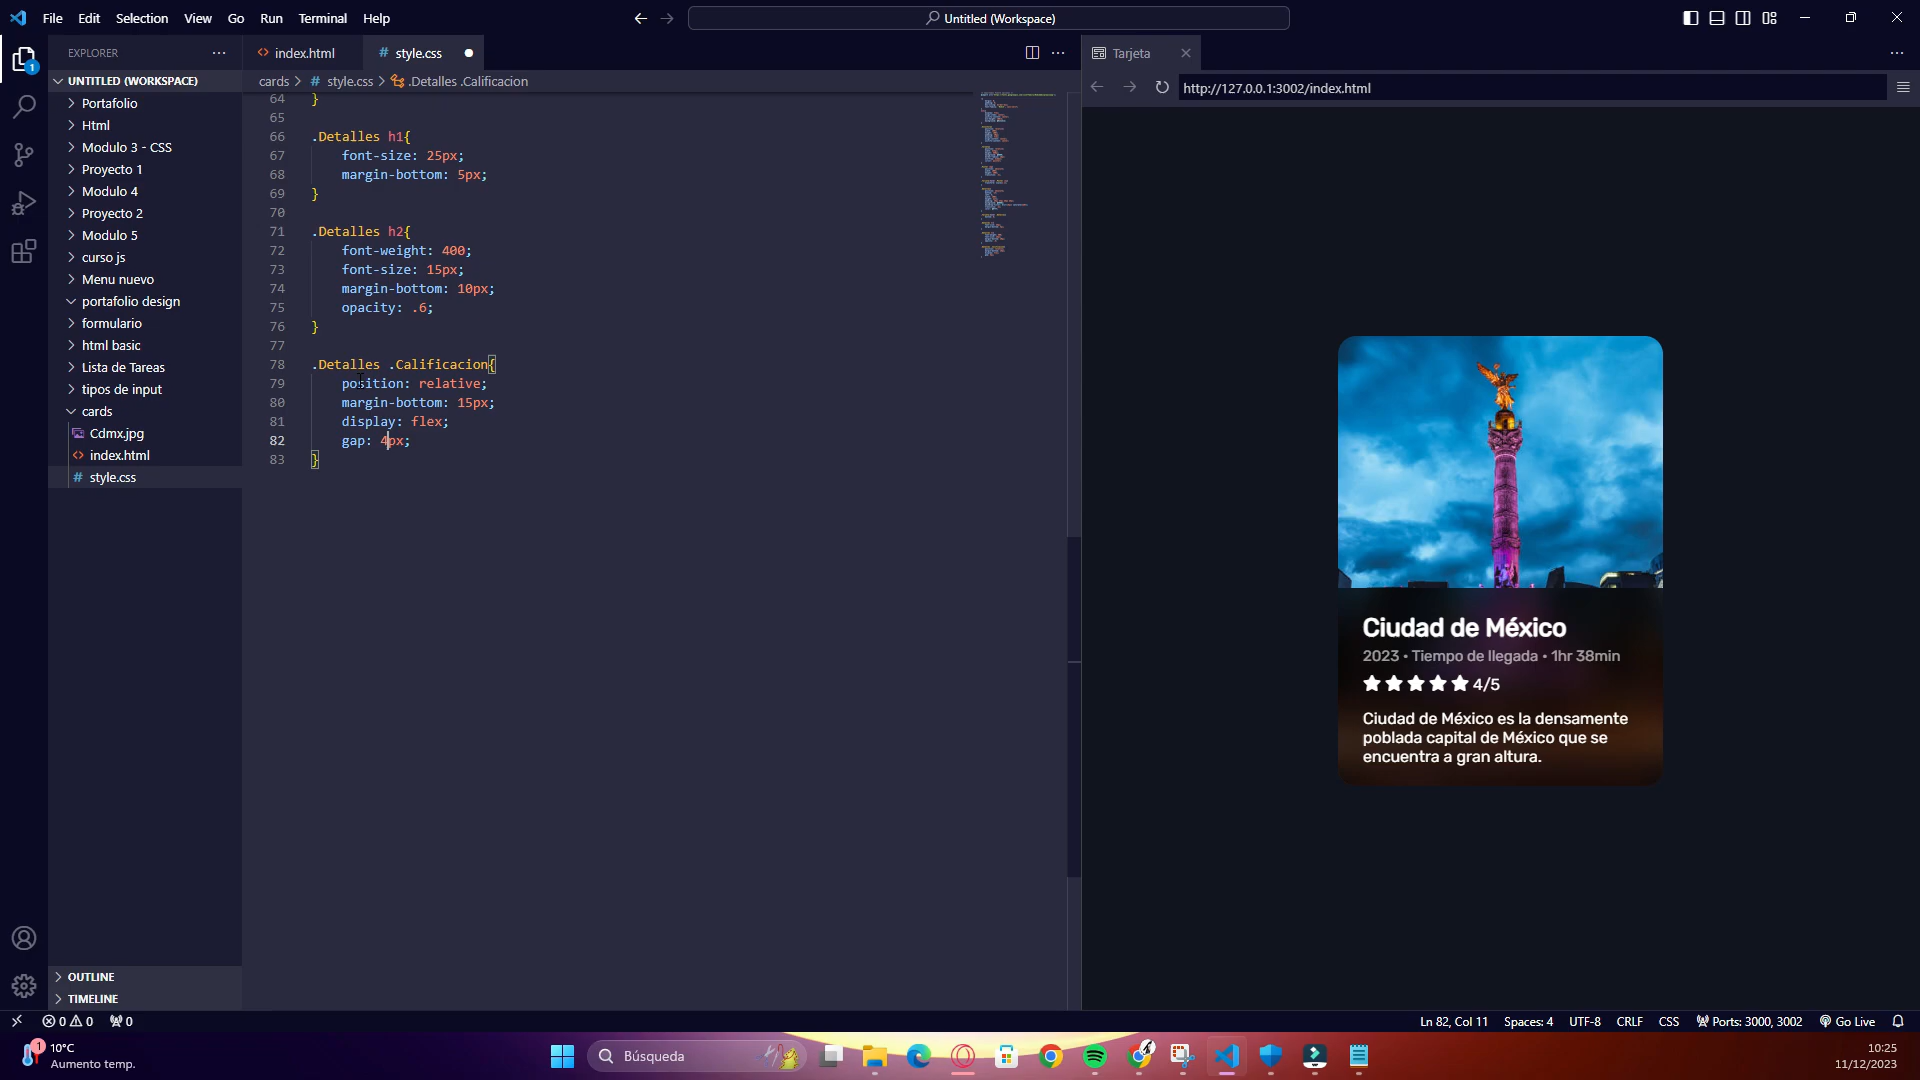 File Edit Selection View Go Run Terminal Help
Untitled (Workspace)
EXPLORER
index.html
style.css
Tarjeta
UNTITLED (WORKSPACE)
cards > style.css > .Detalles .Calificacion
http://127.0.0.1:3002/index.html
1
Portafolio
Html
Modulo 3 - CSS
Proyecto 1
Modulo 4
Proyecto 2
Modulo 5
curso js
Menu nuevo
portafolio design
formulario
html basic
Lista de Tareas
tipos de input
cards
Cdmx.jpg
index.html
style.css
OUTLINE
TIMELINE
64 }
65
66 .Detalles h1{
67 font-size: 25px;
68 margin-bottom: 5px;
69 }
70
71 .Detalles h2{
72 font-weight: 400;
73 font-size: 15px;
74 margin-bottom: 10px;
75 opacity: .6;
76 }
77
78 .Detalles .Calificacion{
79 position: relative;
80 margin-bottom: 15px;
81 display: flex;
82 gap: 4px;
83 }
Ciudad de México
2023 • Tiempo de llegada • 1hr 38min
4/5
Ciudad de México es la densamente
poblada capital de México que se
encuentra a gran altura.
0 0 0
Ln 82, Col 11 Spaces: 4 UTF-8 CRLF CSS Ports: 3000, 3002 Go Live
1
10°C
Aumento temp.
Búsqueda
10:25
11/12/2023